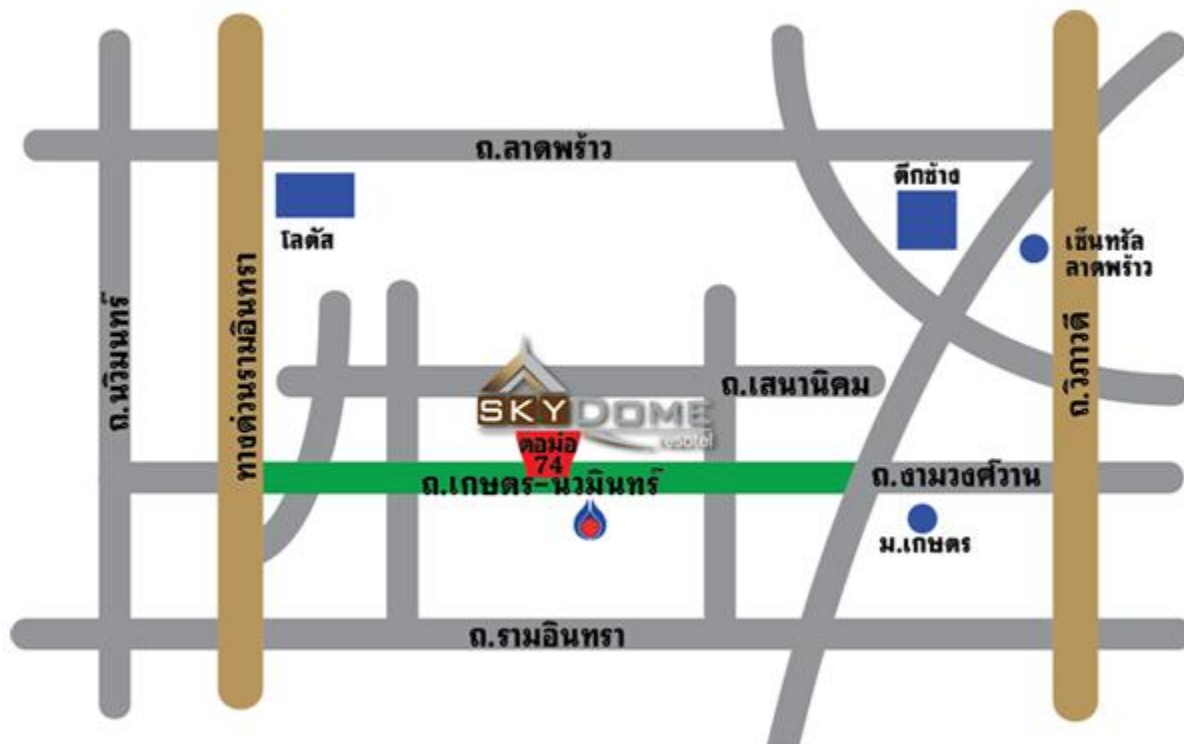 ถ.ลาดพร้าว
ตึกช้าง
โลตัส
เซ็นทรัล
ลาดพร้าว
ถ.นวมินทร์
ทางด่วนรามอินทรา
ถ.วิภาวดี
ถ.เสนานิคม
SKYDOME
resotel
ตอม่อ
74
ถ.เกษตร-นวมินทร์
ถ.งามวงศ์วาน
ม.เกษตร
ถ.รามอินทรา